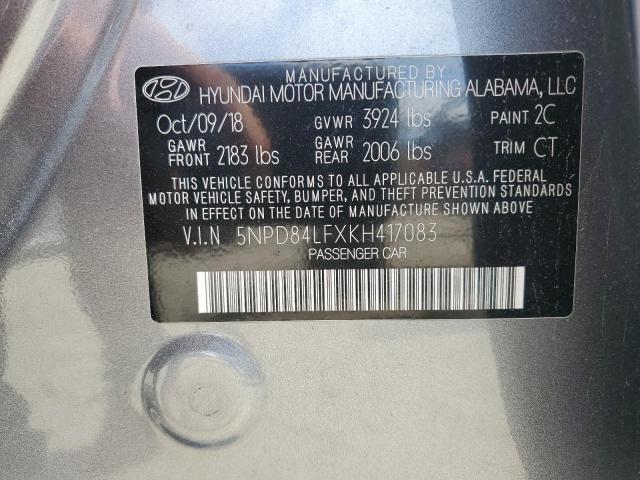 MANUFACTURED BY
HYUNDAI MOTOR MANUFACTURING ALABAMA, LLC
Oct/09/18 GVWR 3924 lbs PAINT 2C
GAWR FRONT 2183 lbs GAWR REAR 2006 lbs TRIM CT
THIS VEHICLE CONFORMS TO ALL APPLICABLE U.S.A. FEDERAL
MOTOR VEHICLE SAFETY, BUMPER, AND THEFT PREVENTION STANDARDS
IN EFFECT ON THE DATE OF MANUFACTURE SHOWN ABOVE
V.I.N 5NPD84LFXKH417083
PASSENGER CAR